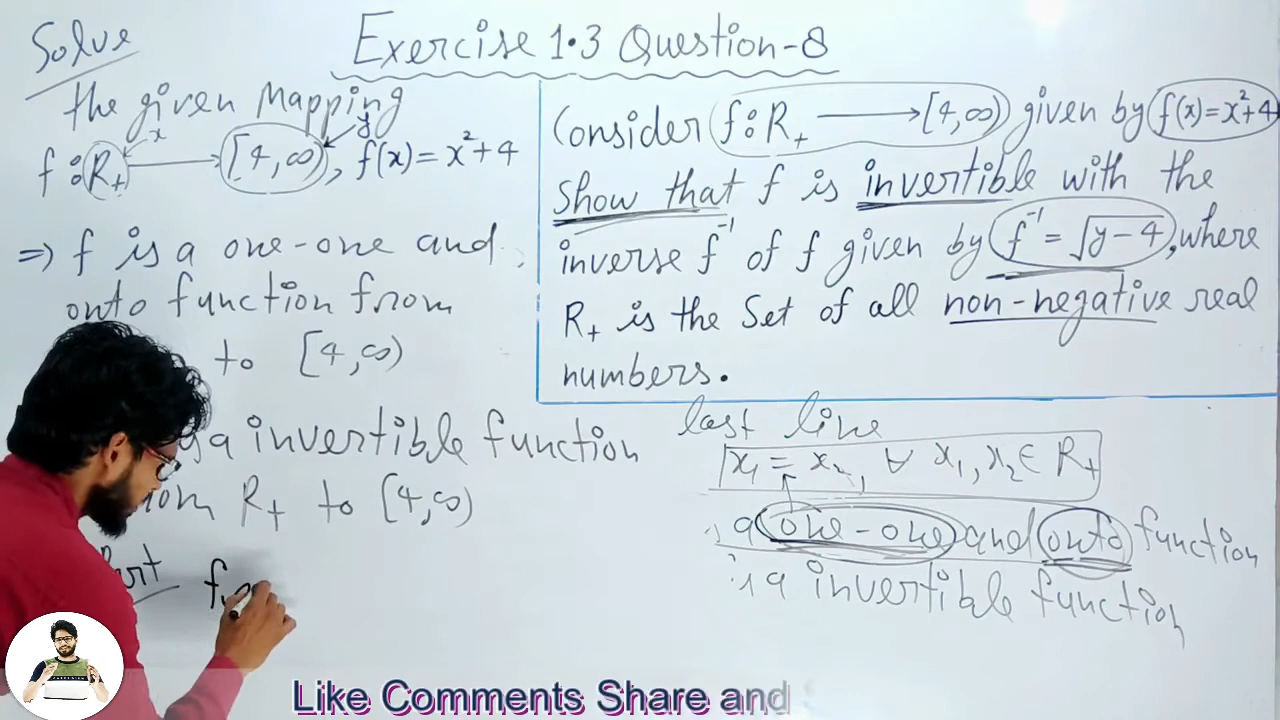 Exercise 1.3 Question-8
Solve
the given Mapping
x y
f : R₊ ⟶ [4,∞), f(x) = x²+4
⇒ f is a one-one and
onto function from
to [4,∞)
a invertible function
R₊ to [4,∞)
f
Consider f : R₊ ⟶ [4,∞) given by f(x)=x²+4
Show that f is invertible with the
inverse f⁻¹ of f given by f⁻¹ = √y-4, where
R₊ is the Set of all non-negative real
numbers.
last line
x₁ = x₂, ∀ x₁, x₂ ∈ R₊
a one-one and onto function
a invertible function
Like Comments Share and